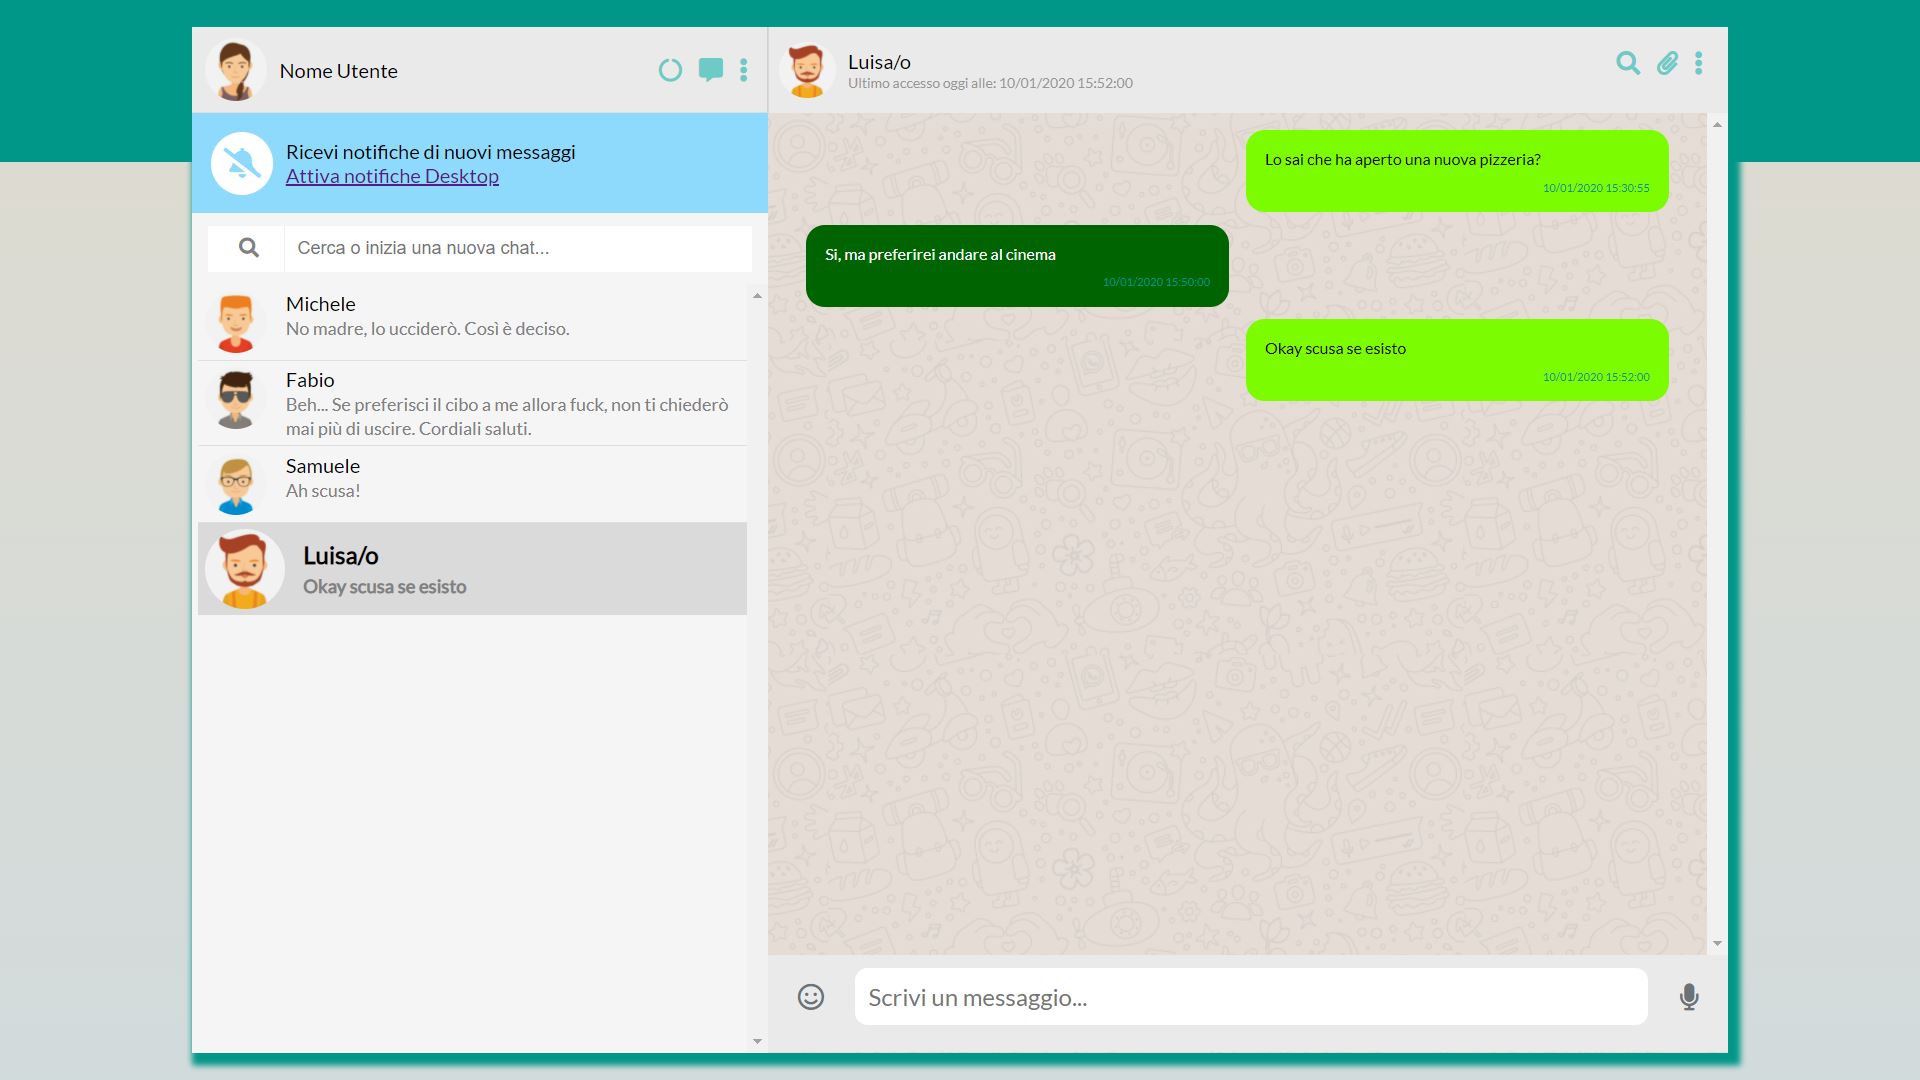 Nome Utente
Ricevi notifiche di nuovi messaggi
Attiva notifiche Desktop
Cerca o inizia una nuova chat...
Michele
No madre, lo ucciderò. Così è deciso.
Fabio
Beh... Se preferisci il cibo a me allora fuck, non ti chiederò
mai più di uscire. Cordiali saluti.
Samuele
Ah scusa!
Luisa/o
Okay scusa se esisto
Luisa/o
Ultimo accesso oggi alle: 10/01/2020 15:52:00
Lo sai che ha aperto una nuova pizzeria?
10/01/2020 15:30:55
Si, ma preferirei andare al cinema
10/01/2020 15:50:00
Okay scusa se esisto
10/01/2020 15:52:00
Scrivi un messaggio...